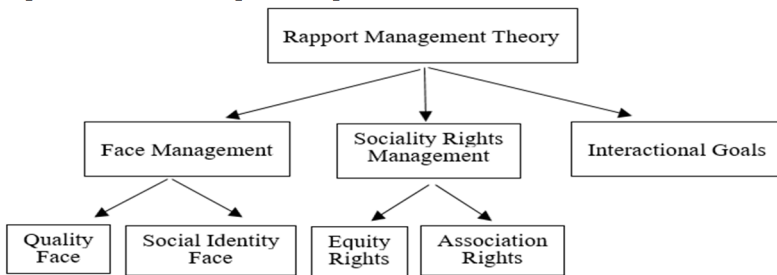 Rapport Management Theory
Face Management
Sociality Rights
Management
Interactional Goals
Quality
Face
Social Identity
Face
Equity
Rights
Association
Rights